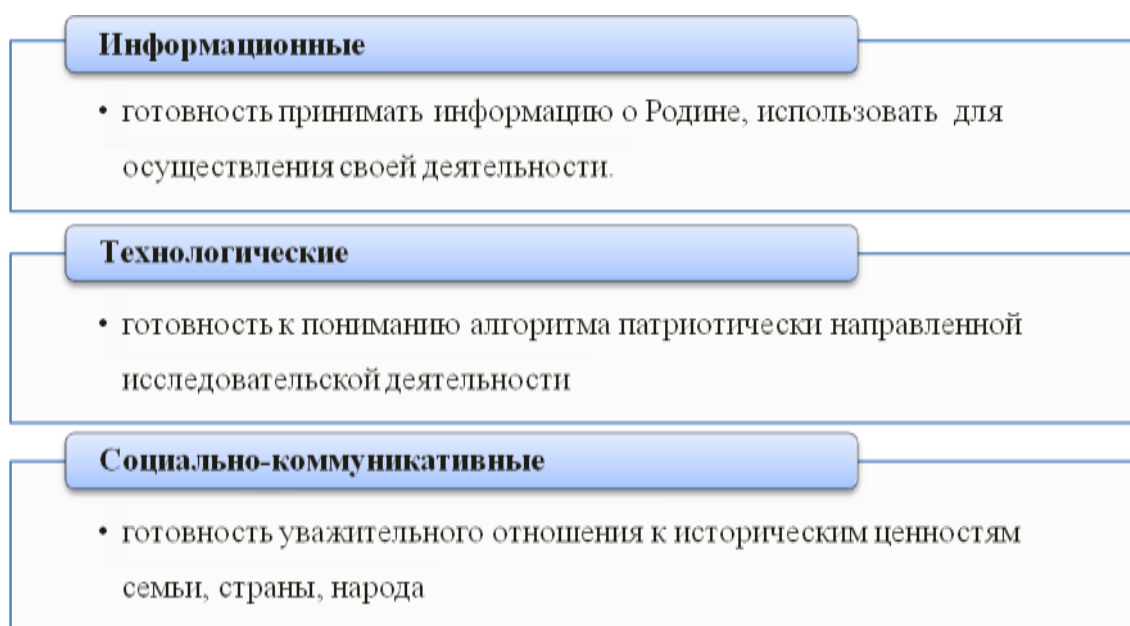 Информационные
• готовность принимать информацию о Родине, использовать для
осуществления своей деятельности.
Технологические
• готовность к пониманию алгоритма патриотически направленной
исследовательской деятельности
Социально-коммуникативные
• готовность уважительного отношения к историческим ценностям
семьи, страны, народа